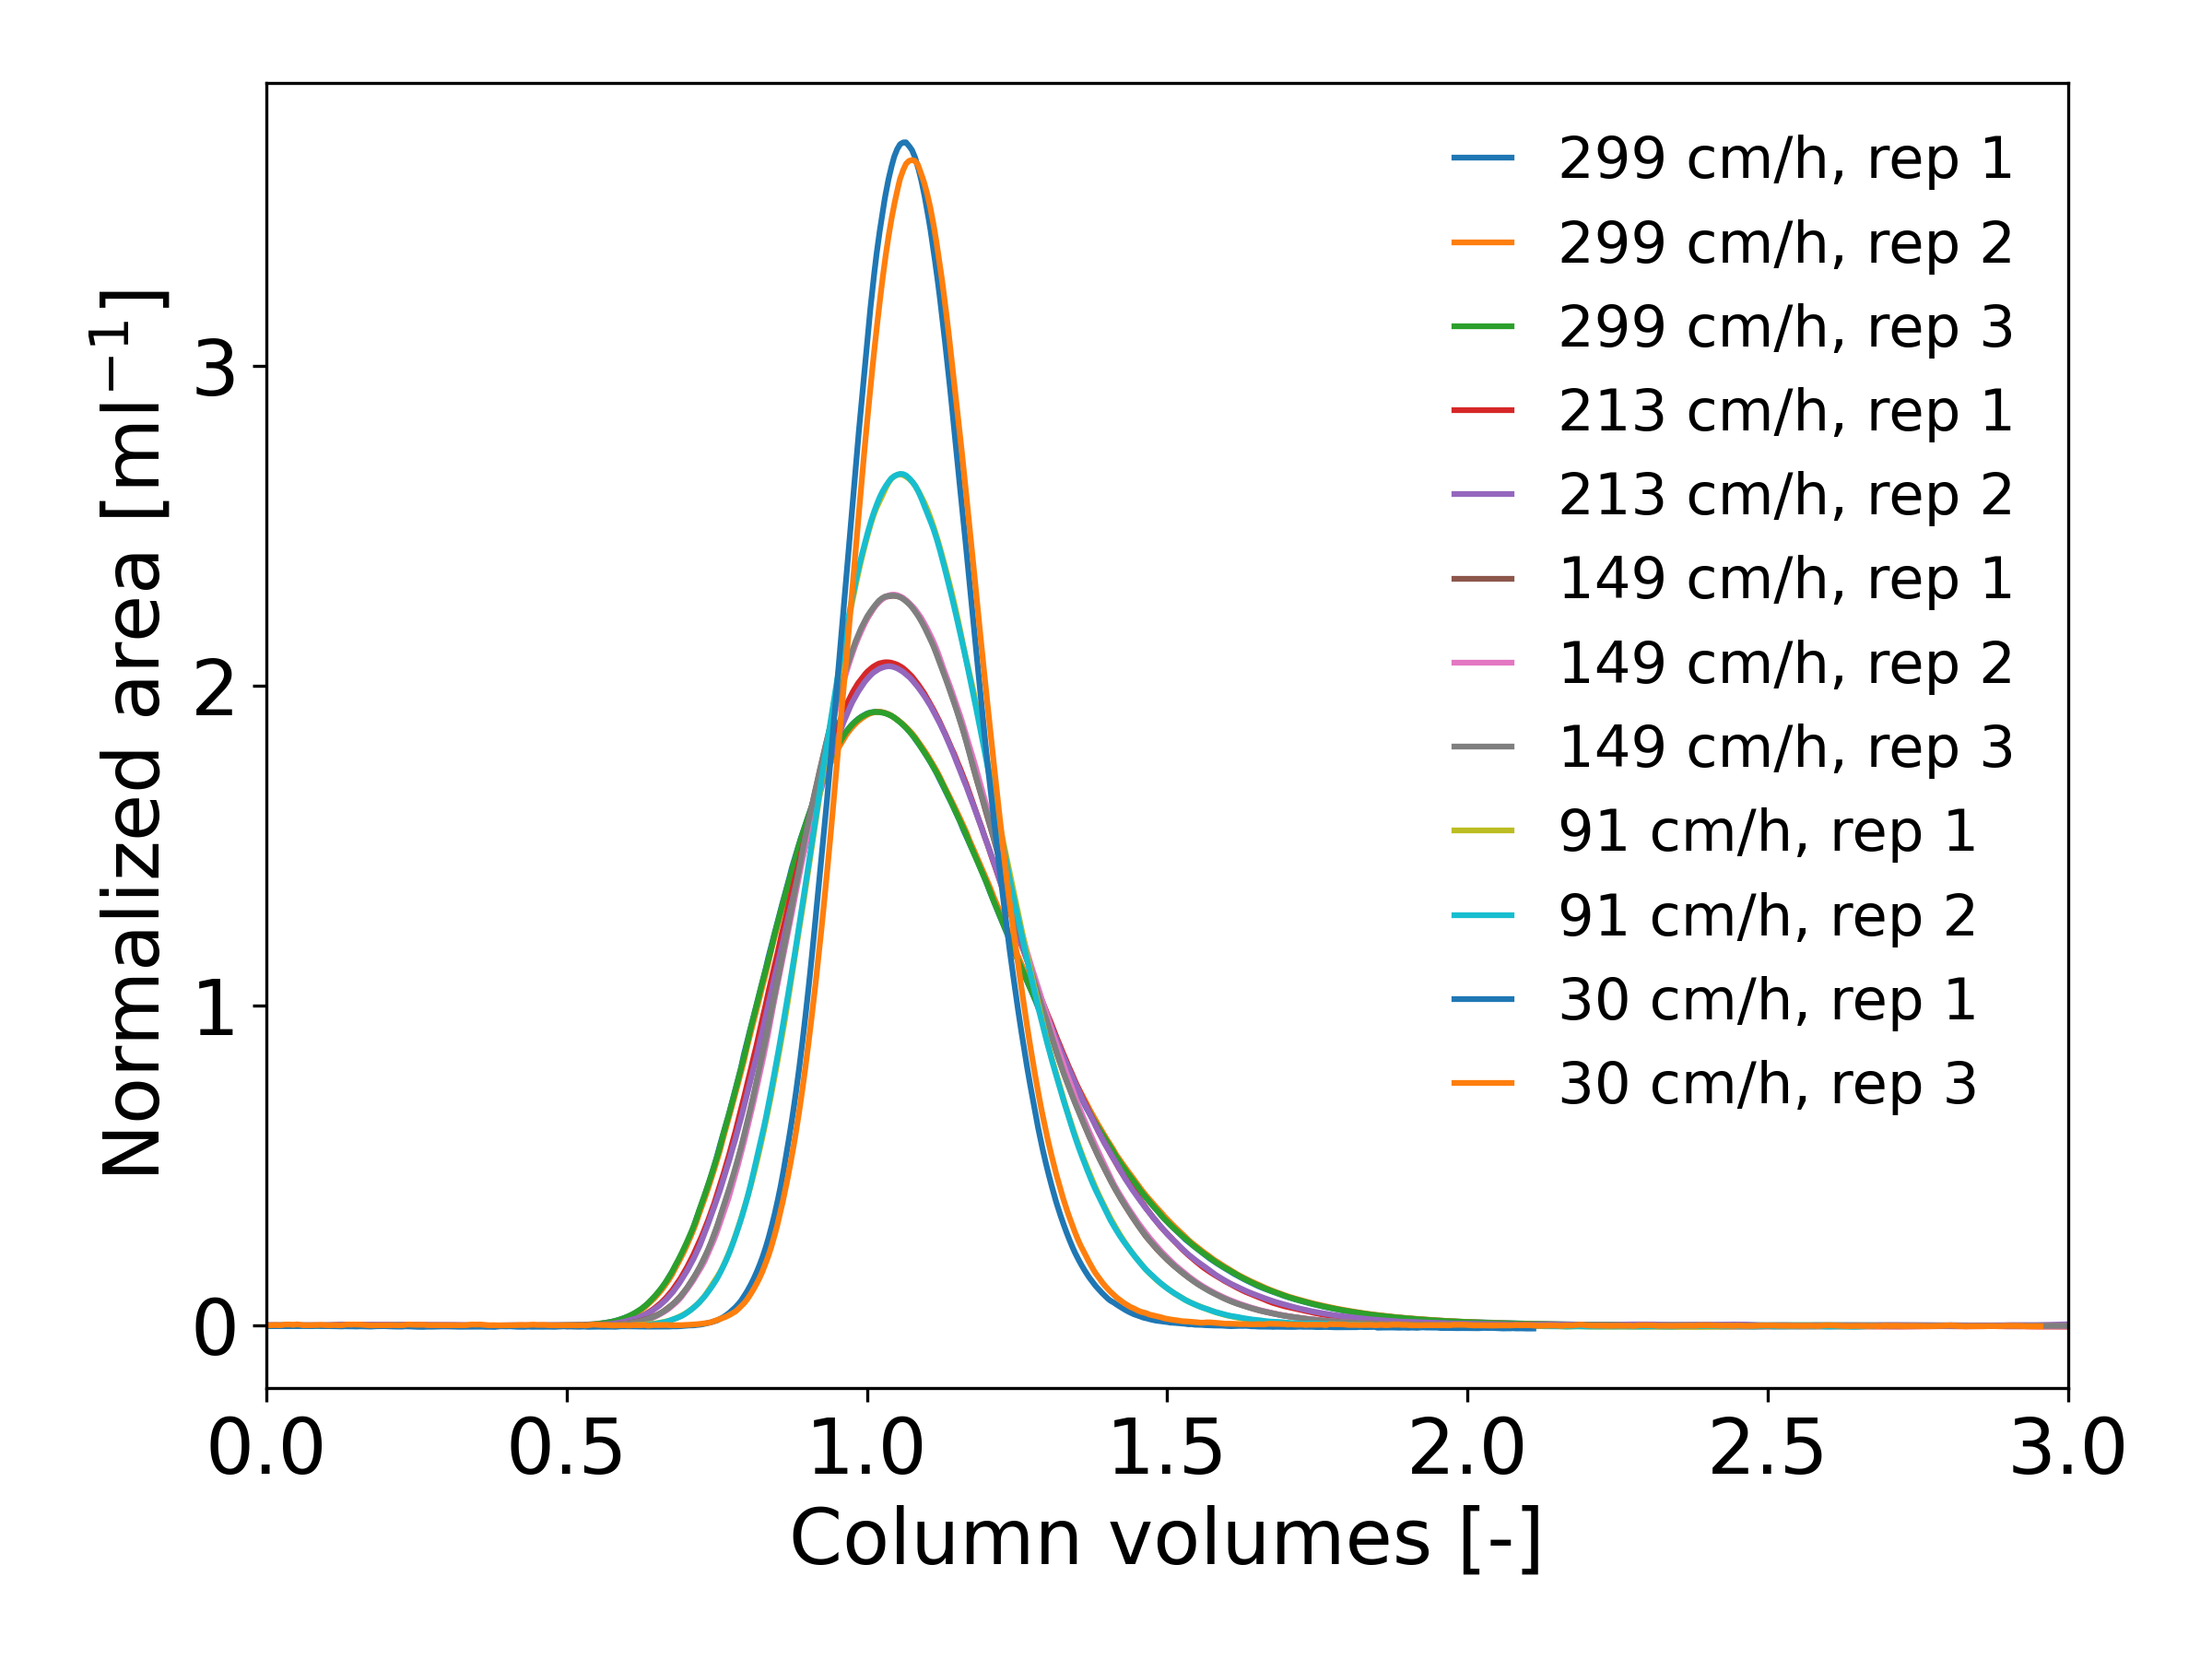 Normalized area [ml⁻¹]
3
2
1
0
299 cm/h, rep 1
299 cm/h, rep 2
299 cm/h, rep 3
213 cm/h, rep 1
213 cm/h, rep 2
149 cm/h, rep 1
149 cm/h, rep 2
149 cm/h, rep 3
91 cm/h, rep 1
91 cm/h, rep 2
30 cm/h, rep 1
30 cm/h, rep 3
0.0 0.5 1.0 1.5 2.0 2.5 3.0
Column volumes [-]